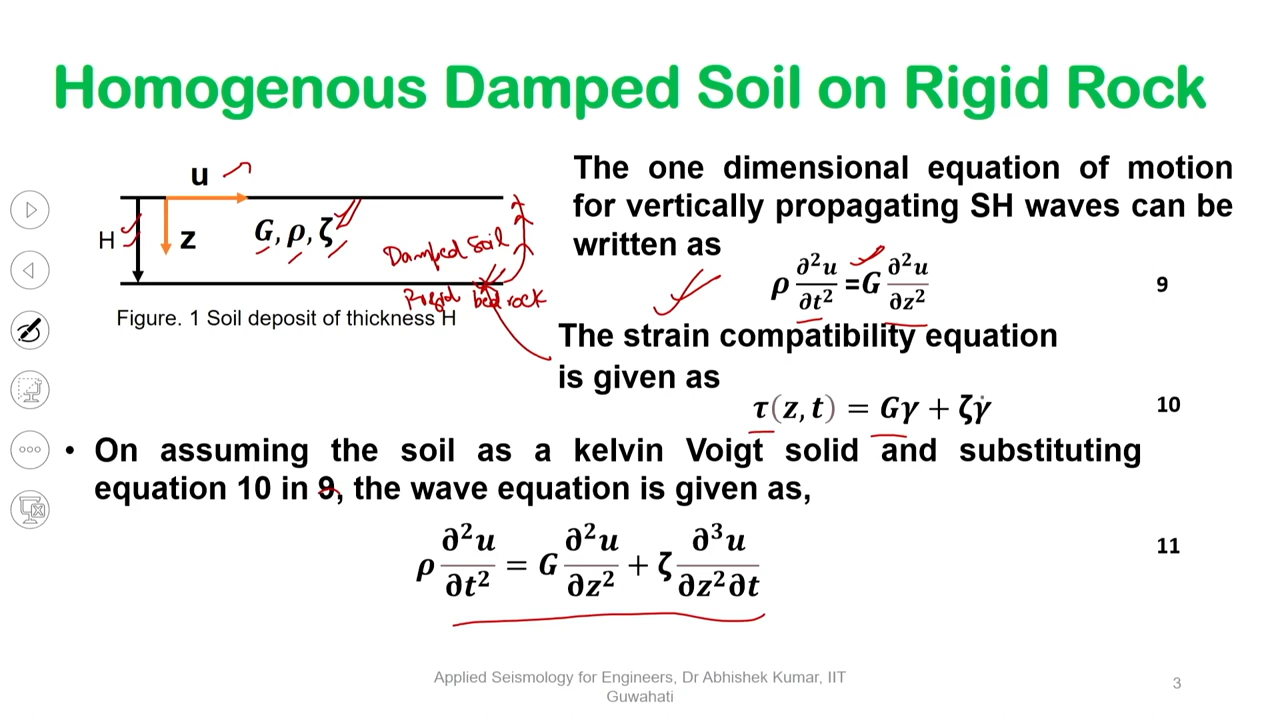 Homogenous Damped Soil on Rigid Rock
u
H
z
G, ρ, ζ
Damped Soil
Rigid bed rock
Figure. 1 Soil deposit of thickness H
The one dimensional equation of motion
for vertically propagating SH waves can be
written as
ρ ∂²u/∂t² =G ∂²u/∂z²
9
The strain compatibility equation
is given as
τ(z, t) = Gγ + ζγ̇
10
• On assuming the soil as a kelvin Voigt solid and substituting
equation 10 in 9, the wave equation is given as,
ρ ∂²u/∂t² = G ∂²u/∂z² + ζ ∂³u/∂z²∂t
11
Applied Seismology for Engineers, Dr Abhishek Kumar, IIT
Guwahati
3